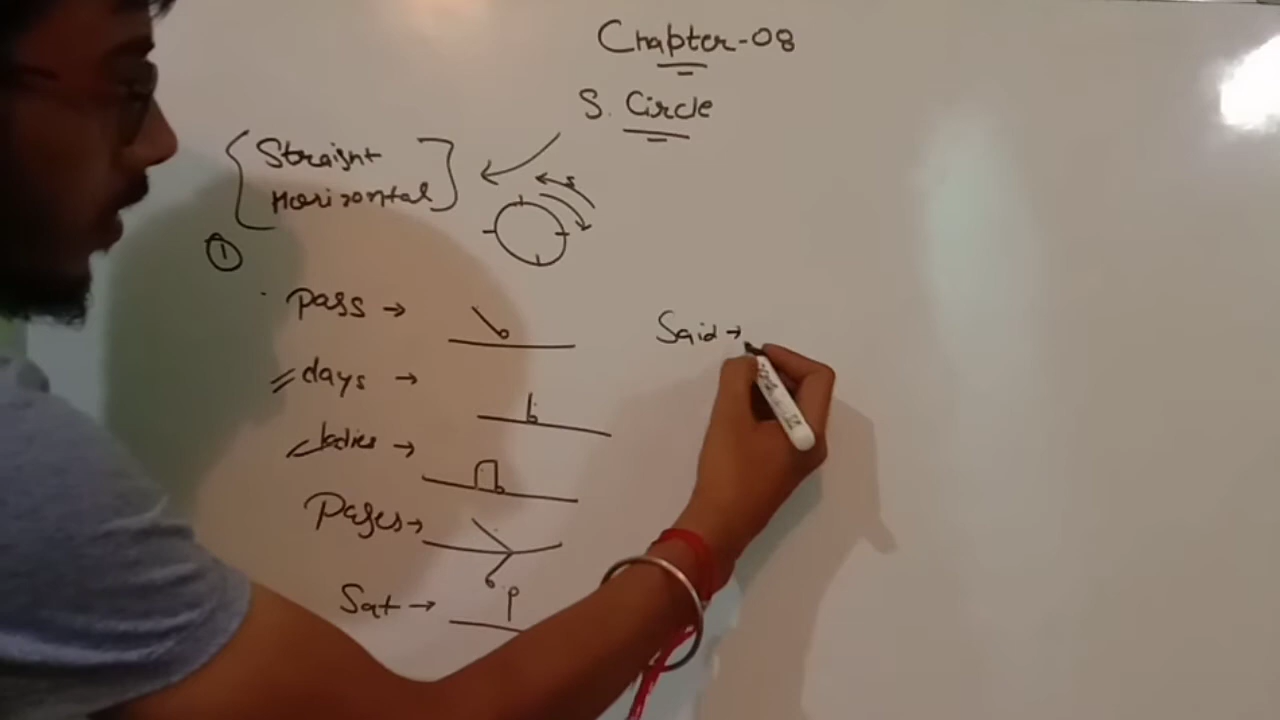 Chapter-08
S. Circle
Straight
Horizontal
①
Pass →
days →
ladies →
Pages →
Sat →
Said →